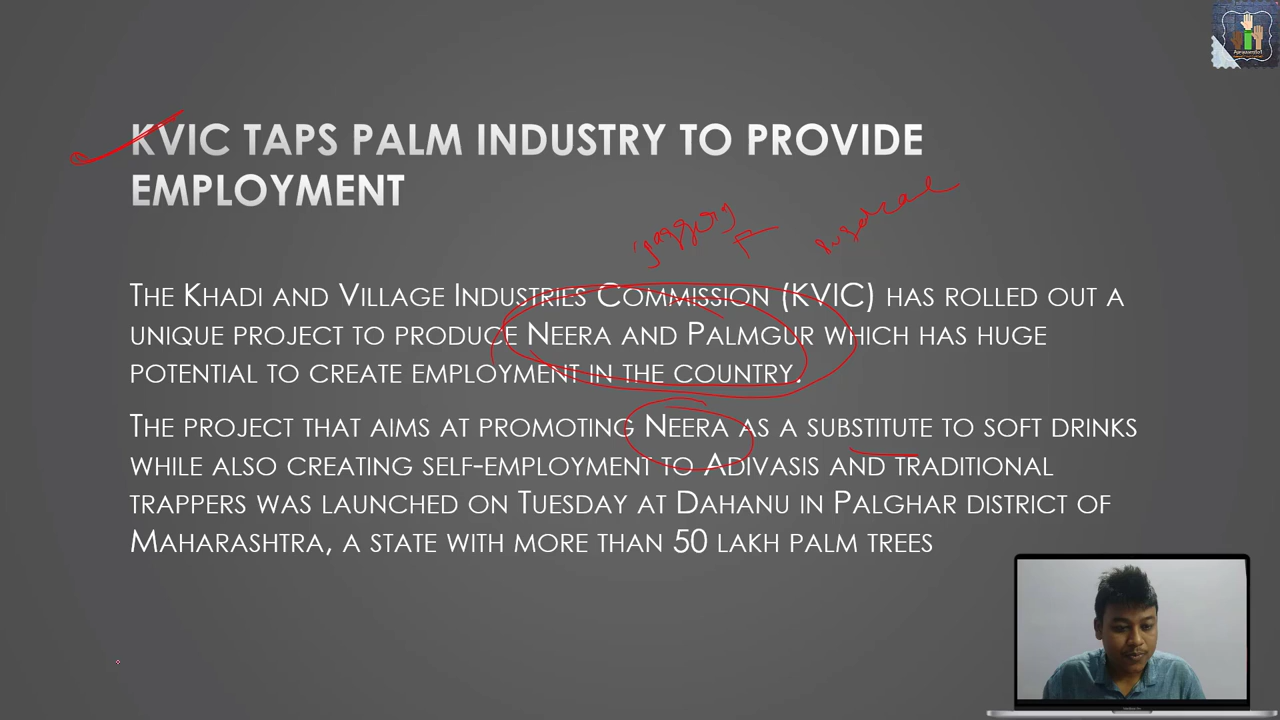 KVIC TAPS PALM INDUSTRY TO PROVIDE
EMPLOYMENT
jaggery
THE KHADI AND VILLAGE INDUSTRIES COMMISSION (KVIC) HAS ROLLED OUT A
UNIQUE PROJECT TO PRODUCE NEERA AND PALMGUR WHICH HAS HUGE
POTENTIAL TO CREATE EMPLOYMENT IN THE COUNTRY.
THE PROJECT THAT AIMS AT PROMOTING NEERA AS A SUBSTITUTE TO SOFT DRINKS
WHILE ALSO CREATING SELF-EMPLOYMENT TO ADIVASIS AND TRADITIONAL
TRAPPERS WAS LAUNCHED ON TUESDAY AT DAHANU IN PALGHAR DISTRICT OF
MAHARASHTRA, A STATE WITH MORE THAN 50 LAKH PALM TREES